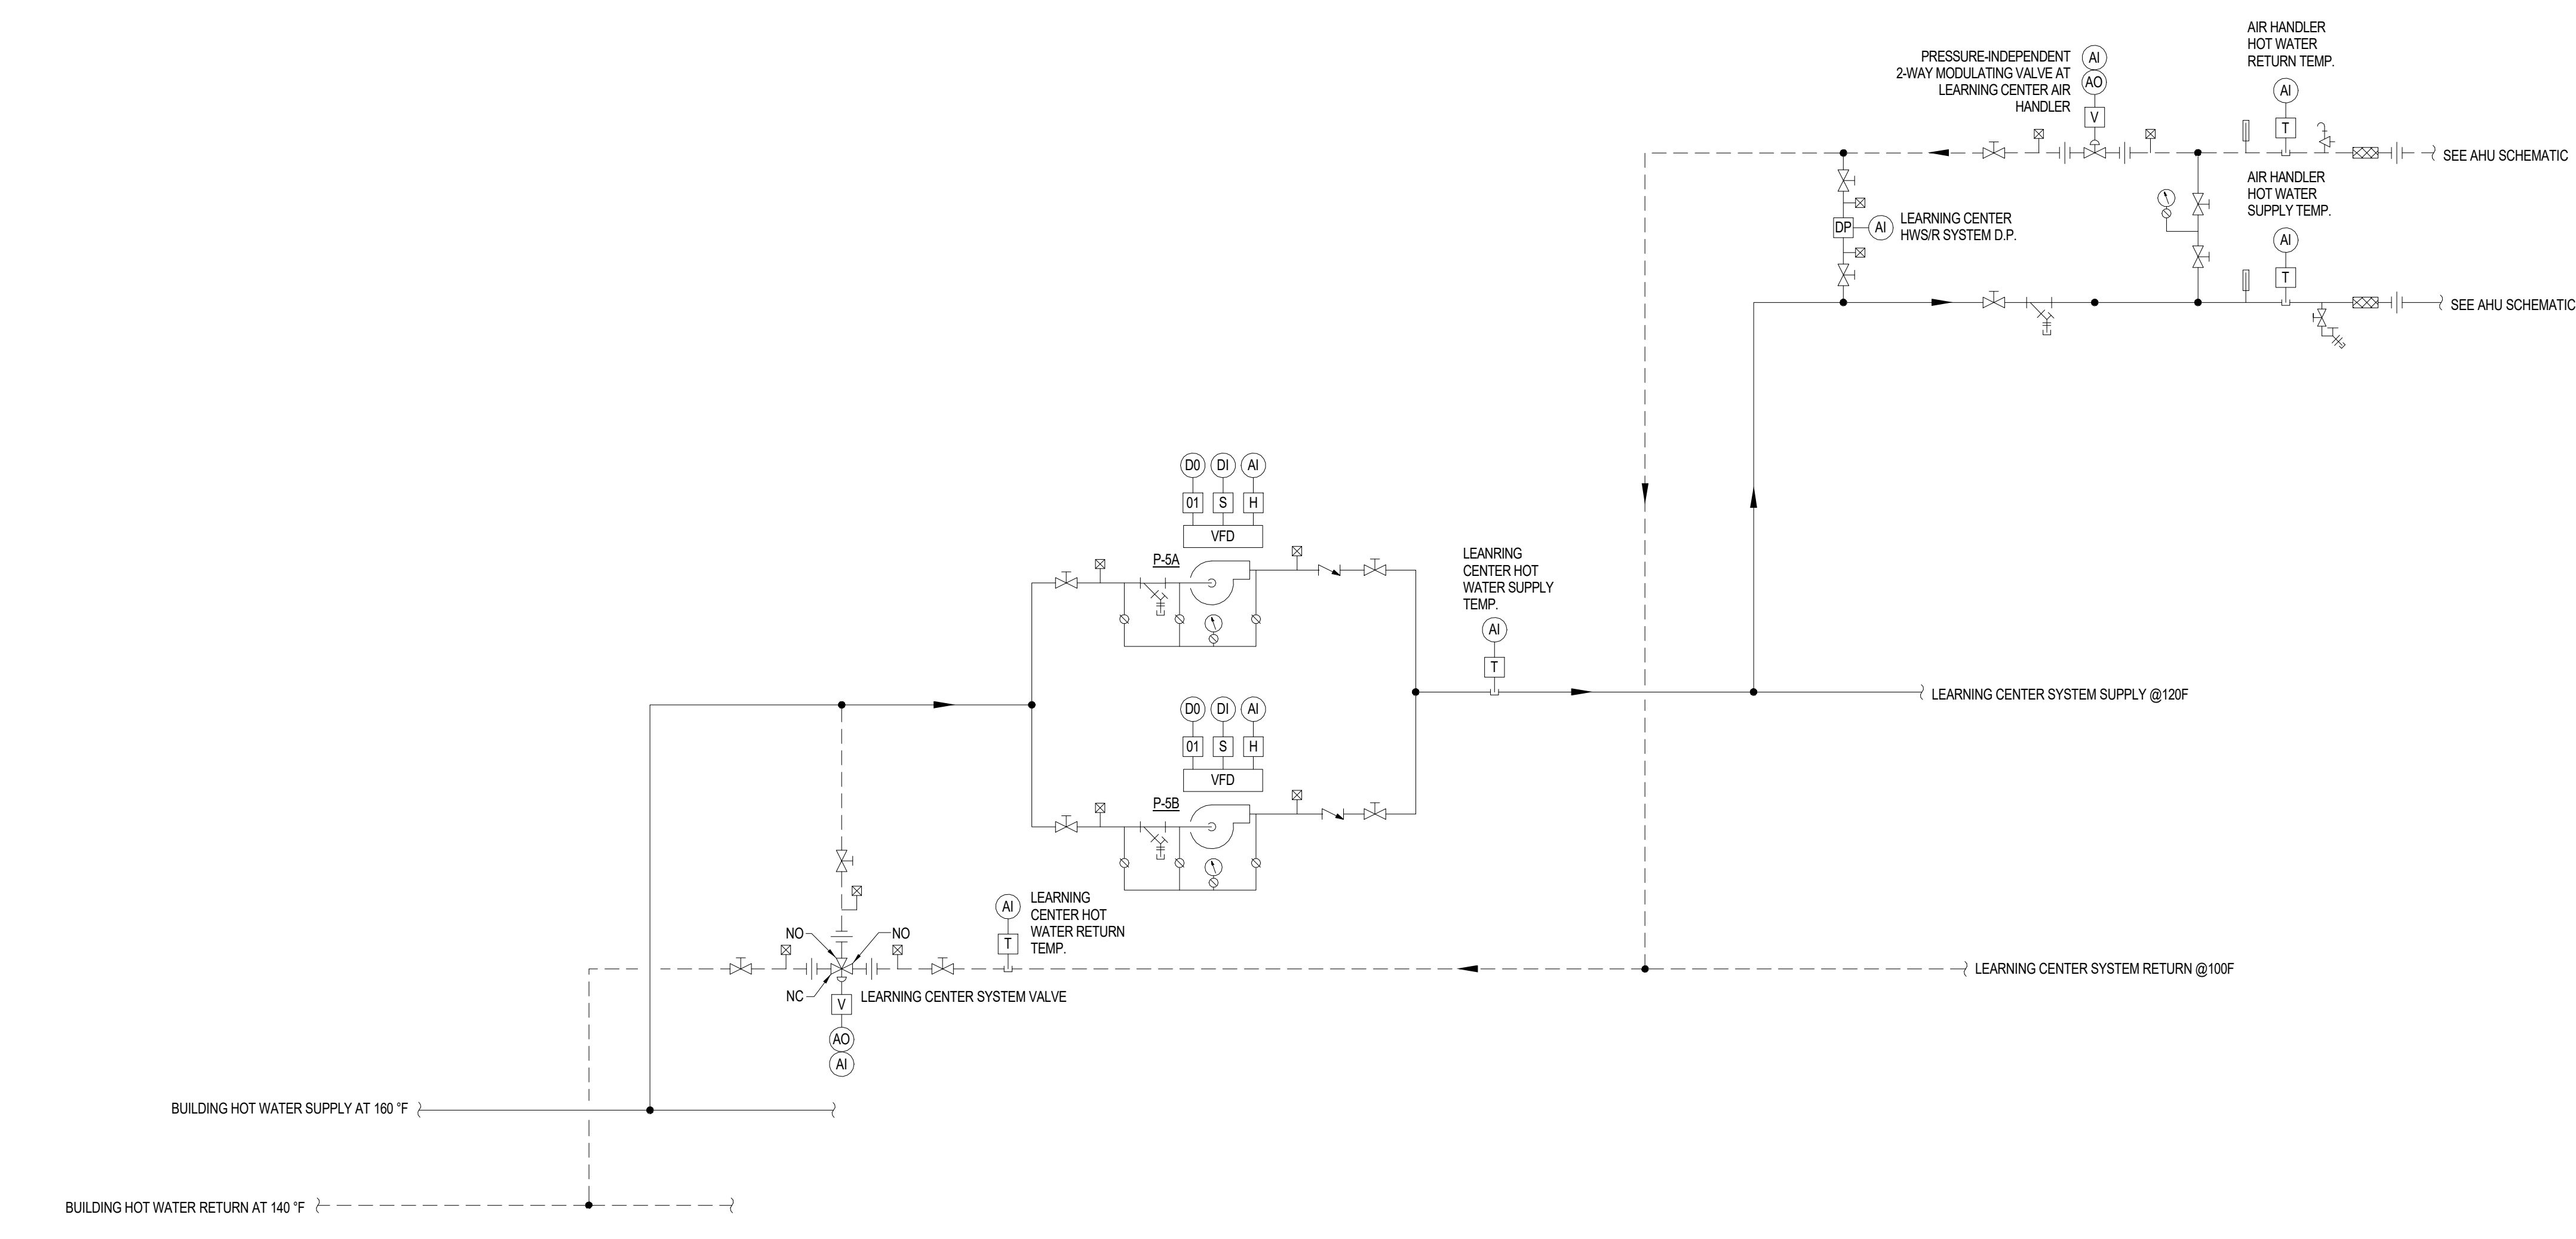 AIR HANDLER
HOT WATER
RETURN TEMP.
AI
T
PRESSURE-INDEPENDENT
2-WAY MODULATING VALVE AT
LEARNING CENTER AIR
HANDLER
AI
AO
V
SEE AHU SCHEMATIC
AIR HANDLER
HOT WATER
SUPPLY TEMP.
AI
T
DP
AI
LEARNING CENTER
HWS/R SYSTEM D.P.
SEE AHU SCHEMATIC
D0 DI AI
01 S H
VFD
P-5A
LEANRING
CENTER HOT
WATER SUPPLY
TEMP.
AI
T
LEARNING CENTER SYSTEM SUPPLY @120F
D0 DI AI
01 S H
VFD
P-5B
AI
T
LEARNING
CENTER HOT
WATER RETURN
TEMP.
NO
NO
NC
V
LEARNING CENTER SYSTEM VALVE
AO
AI
LEARNING CENTER SYSTEM RETURN @100F
BUILDING HOT WATER SUPPLY AT 160 °F
BUILDING HOT WATER RETURN AT 140 °F